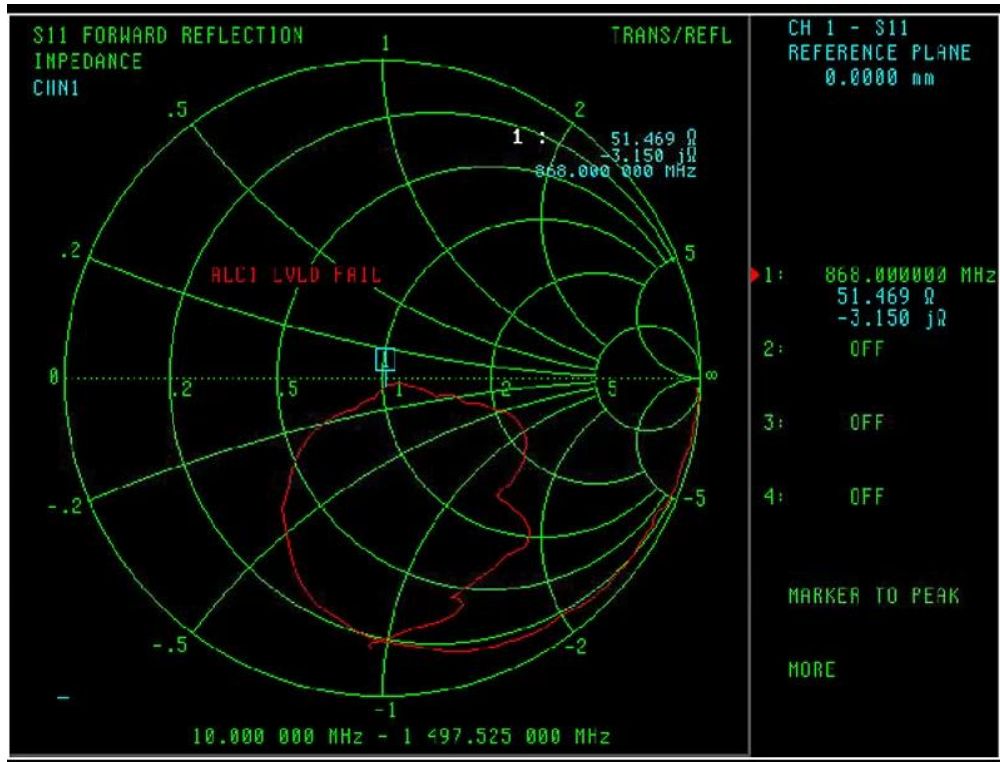 S11 FORWARD REFLECTION
IMPEDANCE
CHN1
TRANS/REFL
1
.5
2
1 :
51.469 Ω
-3.150 jΩ
868.000 000 MHz
.2
5
ALC1 LVLD FAIL
1
0
.2
.5
1
2
5
∞
-.2
-5
-.5
-2
-1
10.000 000 MHz - 1 497.525 000 MHz
CH 1 - S11
REFERENCE PLANE
0.0000 mm
1: 868.000000 MHz
51.469 Ω
-3.150 jΩ
2: OFF
3: OFF
4: OFF
MARKER TO PEAK
MORE